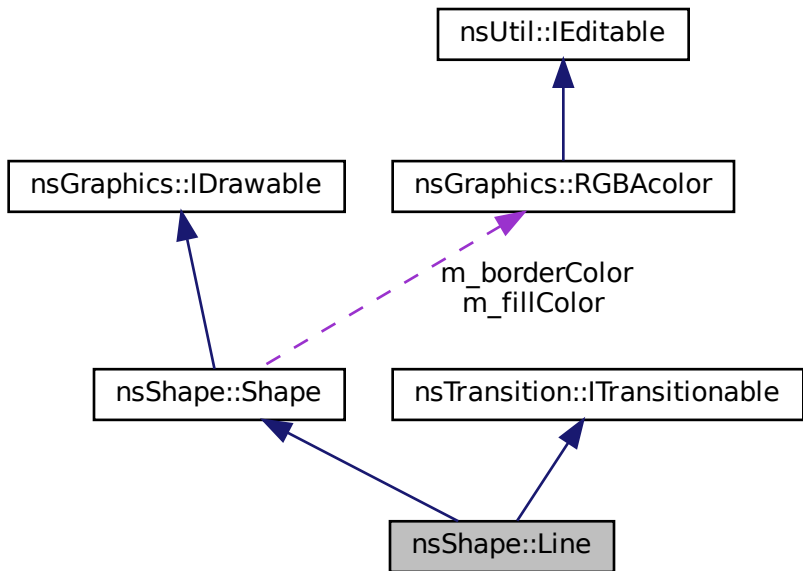 nsUtil::IEditable
nsGraphics::IDrawable
nsGraphics::RGBAcolor
m_borderColor
m_fillColor
nsShape::Shape
nsTransition::ITransitionable
nsShape::Line